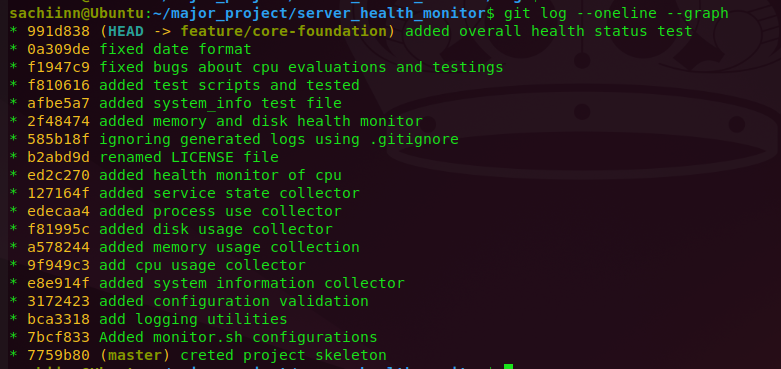 sachiinn@Ubuntu:~/major_project/server_health_monitor$ git log --oneline --graph
* 991d838 (HEAD -> feature/core-foundation) added overall health status test
* 0a309de fixed date format
* f1947c9 fixed bugs about cpu evaluations and testings
* f810616 added test scripts and tested
* afbe5a7 added system_info test file
* 2f48474 added memory and disk health monitor
* 585b18f ignoring generated logs using .gitignore
* b2abd9d renamed LICENSE file
* ed2c270 added health monitor of cpu
* 127164f added service state collector
* edecaa4 added process use collector
* f81995c added disk usage collector
* a578244 added memory usage collection
* 9f949c3 add cpu usage collector
* e8e914f added system information collector
* 3172423 added configuration validation
* bca3318 add logging utilities
* 7bcf833 Added monitor.sh configurations
* 7759b80 (master) creted project skeleton